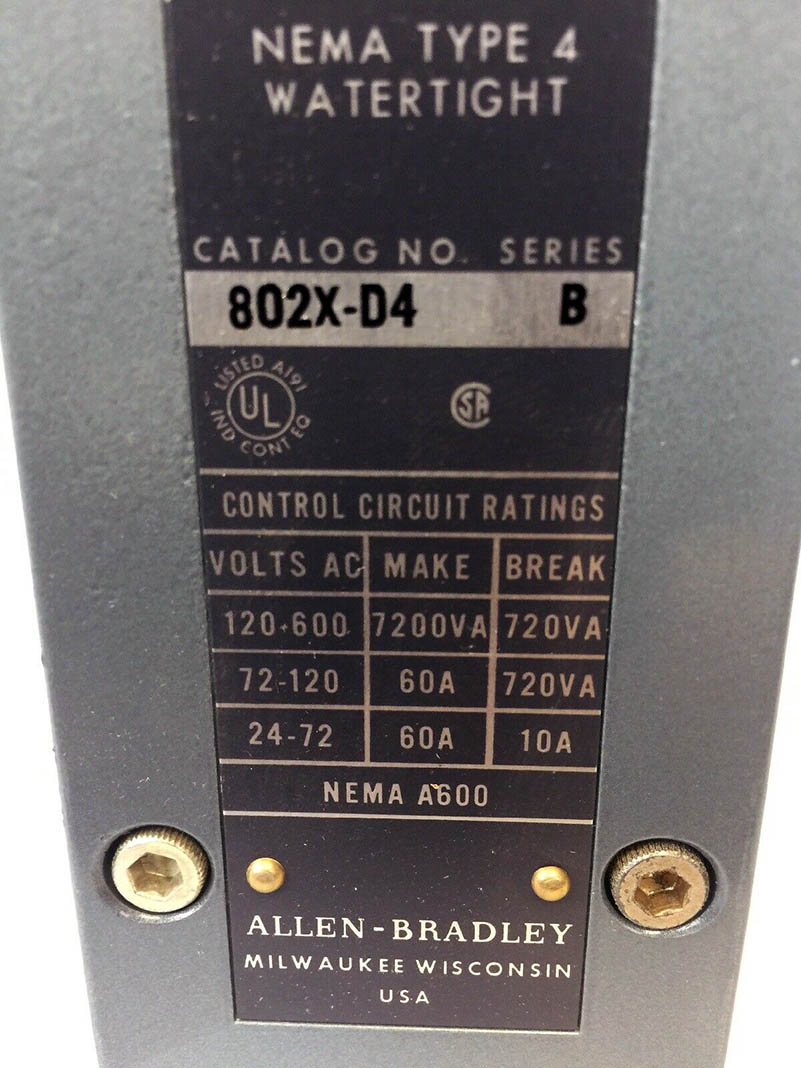 NEMA TYPE 4
WATERTIGHT
CATALOG NO. SERIES
802X-D4 B
LISTED A191
UL
IND CONT EQ
SA
CONTROL CIRCUIT RATINGS
VOLTS AC MAKE BREAK
120-600 7200VA 720VA
72-120 60A 720VA
24-72 60A 10A
NEMA A600
ALLEN-BRADLEY
MILWAUKEE WISCONSIN
USA